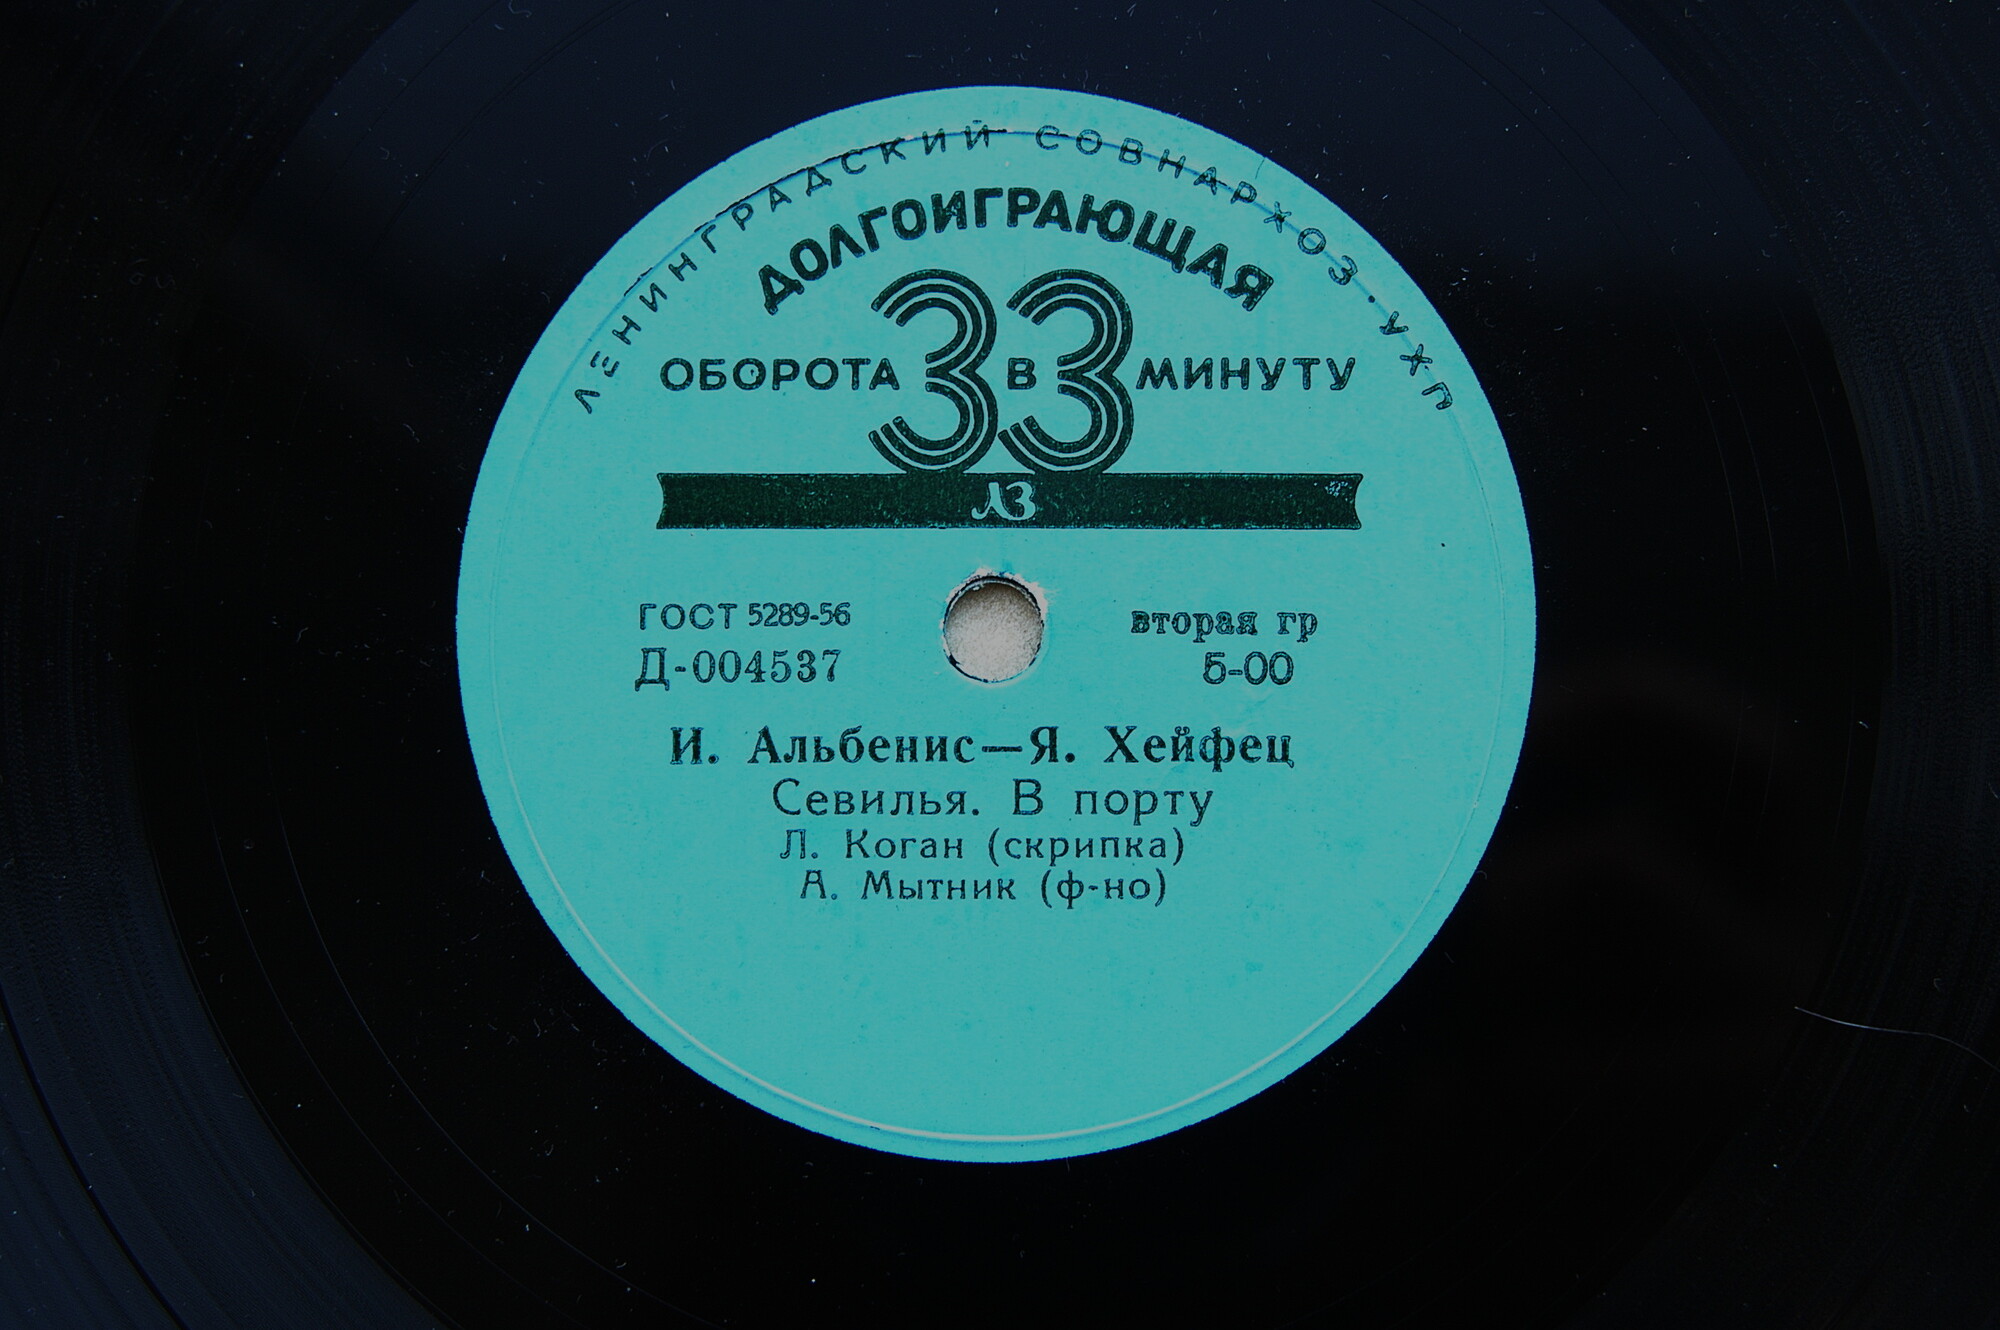 ЛЕНИНГРАДСКИЙ СОВНАРХОЗ. УХП
ДОЛГОИГРАЮЩАЯ
ОБОРОТА 33 В МИНУТУ
ЛЗ
ГОСТ 5289-56
Д-004537
вторая гр
5-00
И. Альбенис—Я. Хейфец
Севилья. В порту
Л. Коган (скрипка)
А. Мытник (ф-но)